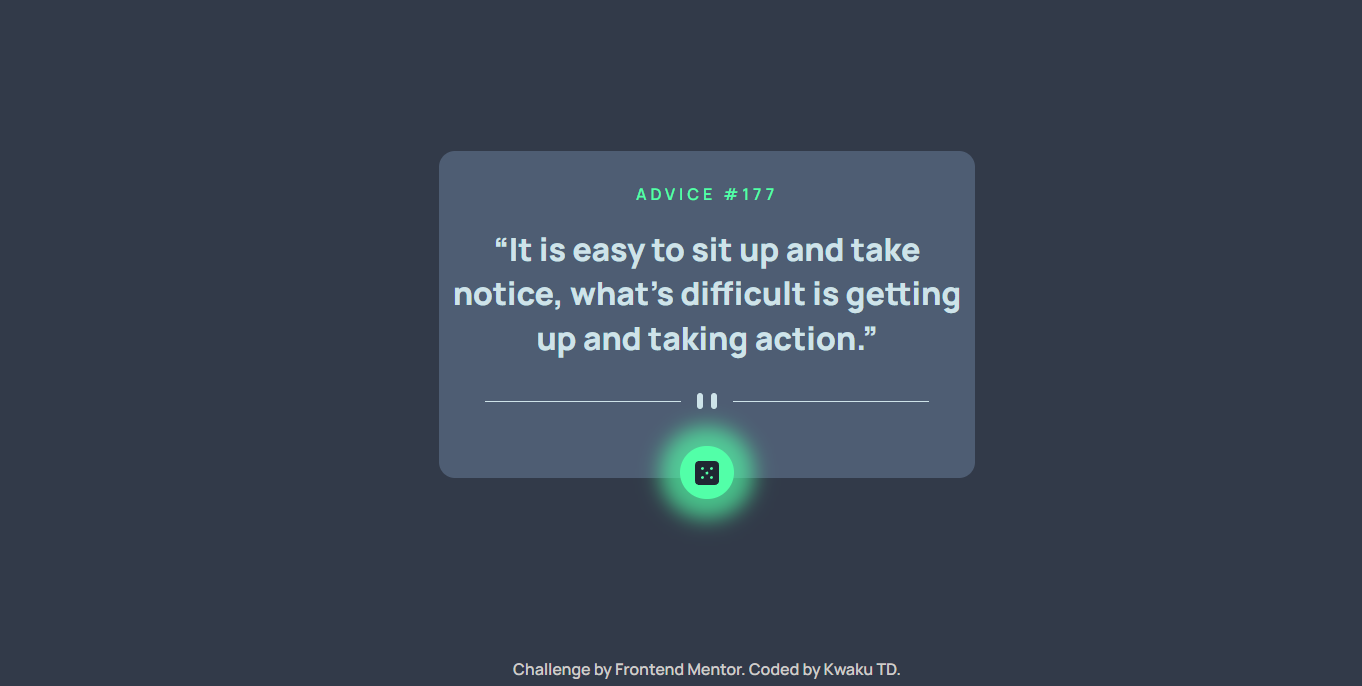 ADVICE #177
“It is easy to sit up and take
notice, what’s difficult is getting
up and taking action.”
Challenge by Frontend Mentor. Coded by Kwaku TD.